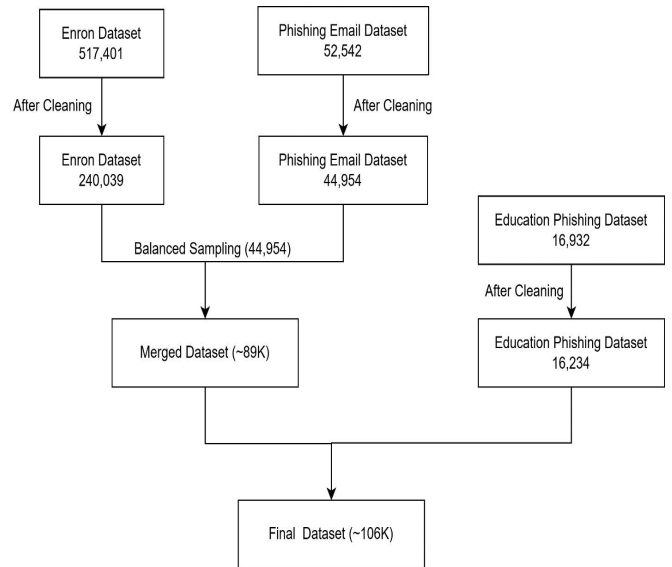 Enron Dataset
517,401
Phishing Email Dataset
52,542
After Cleaning
After Cleaning
Enron Dataset
240,039
Phishing Email Dataset
44,954
Education Phishing Dataset
16,932
Balanced Sampling (44,954)
After Cleaning
Merged Dataset (~89K)
Education Phishing Dataset
16,234
Final Dataset (~106K)